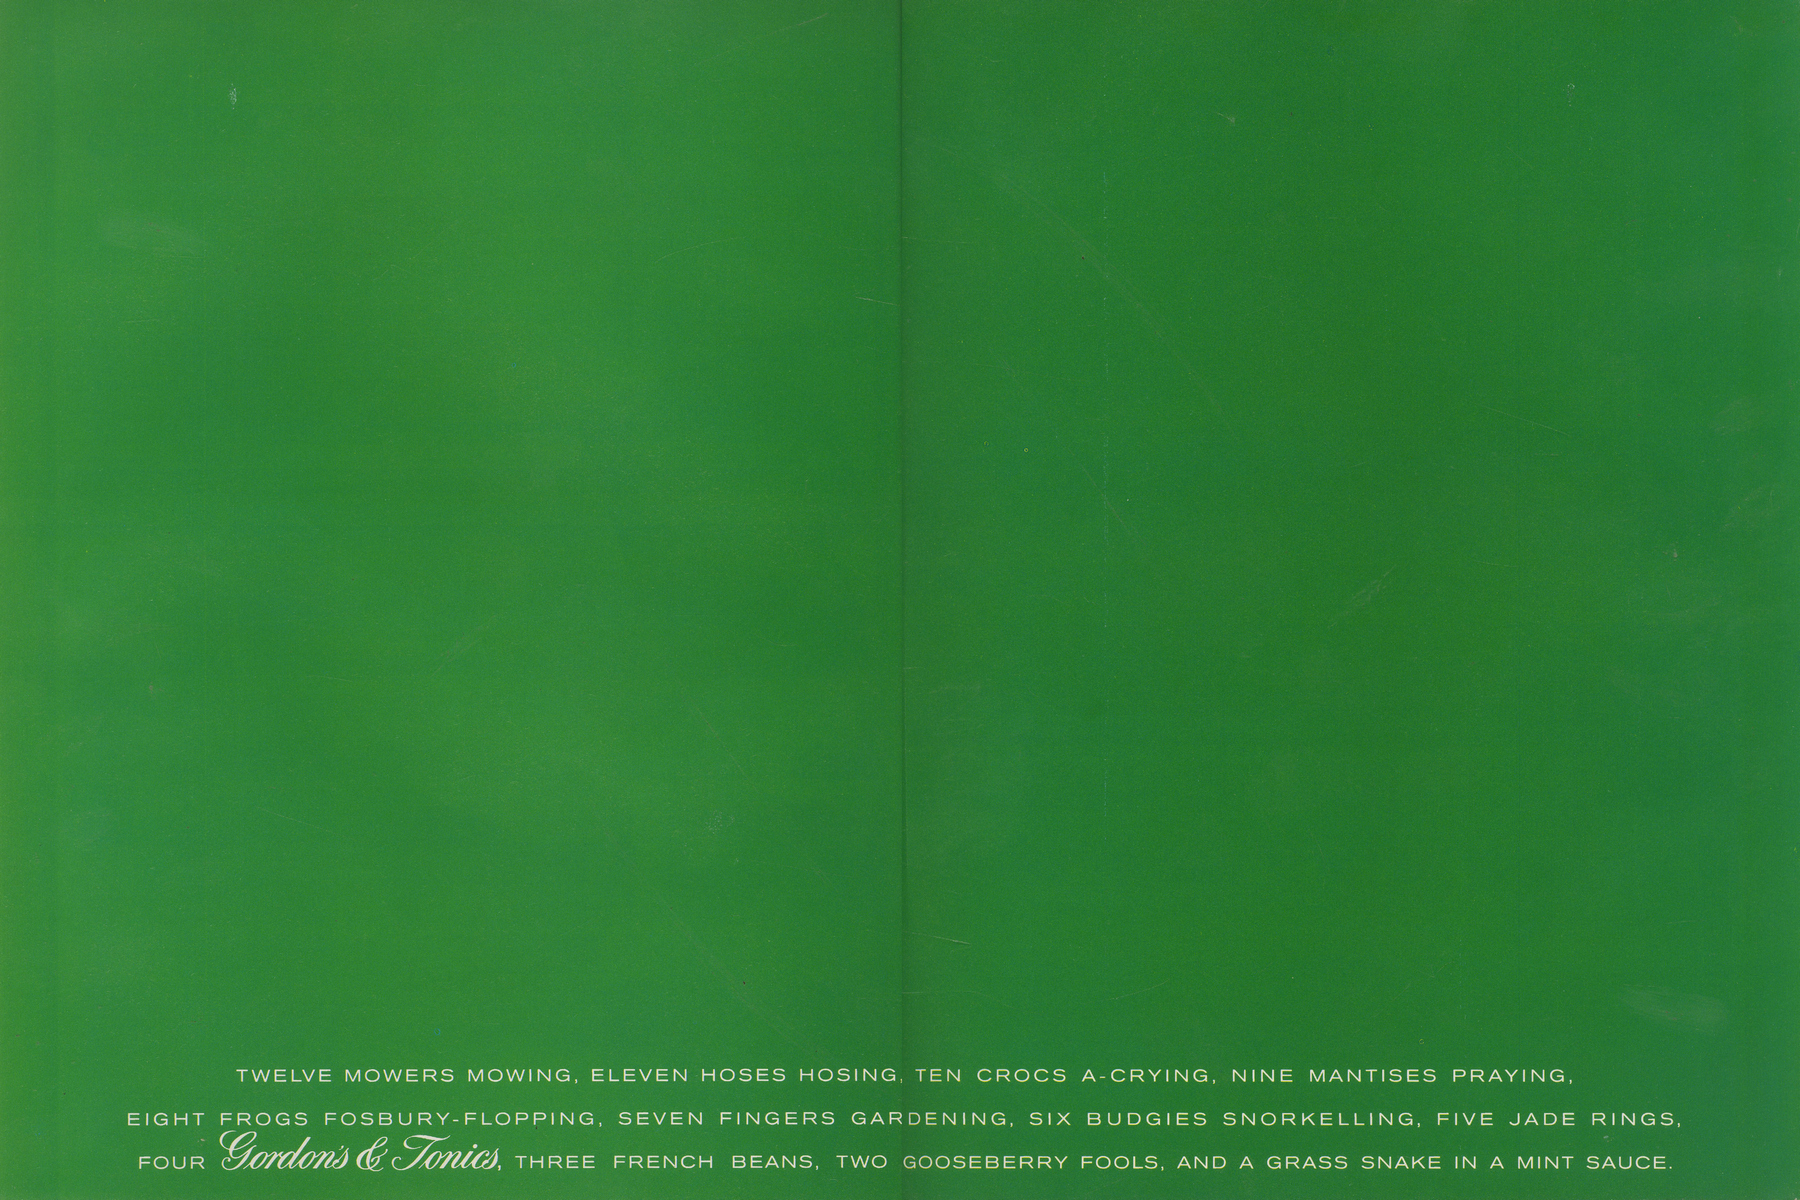 TWELVE MOWERS MOWING, ELEVEN HOSES HOSING, TEN CROCS A-CRYING, NINE MANTISES PRAYING,
EIGHT FROGS FOSBURY-FLOPPING, SEVEN FINGERS GARDENING, SIX BUDGIES SNORKELLING, FIVE JADE RINGS,
FOUR Gordon's & Tonics, THREE FRENCH BEANS, TWO GOOSEBERRY FOOLS, AND A GRASS SNAKE IN A MINT SAUCE.